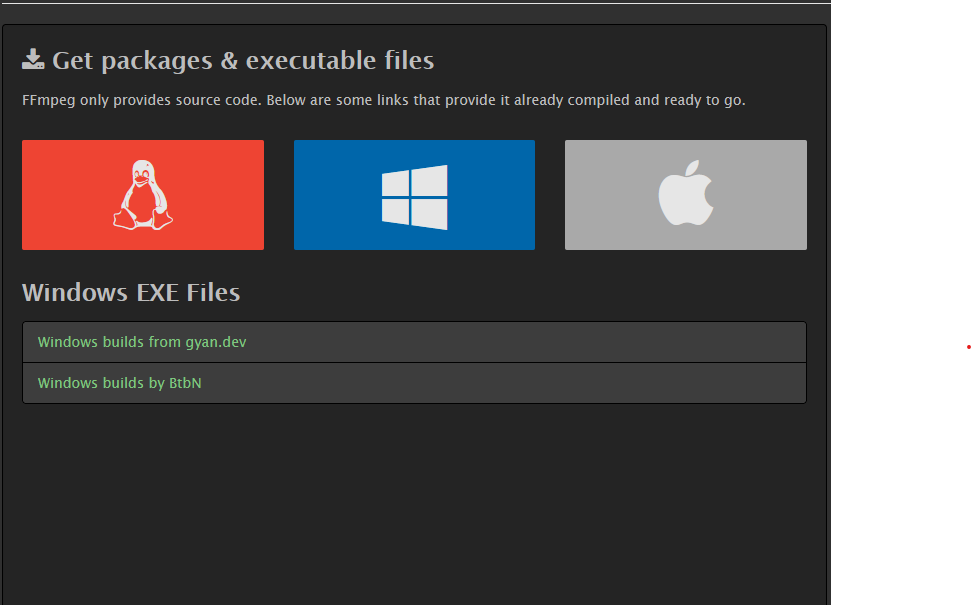 Get packages & executable files
FFmpeg only provides source code. Below are some links that provide it already compiled and ready to go.
Windows EXE Files
Windows builds from gyan.dev
Windows builds by BtbN